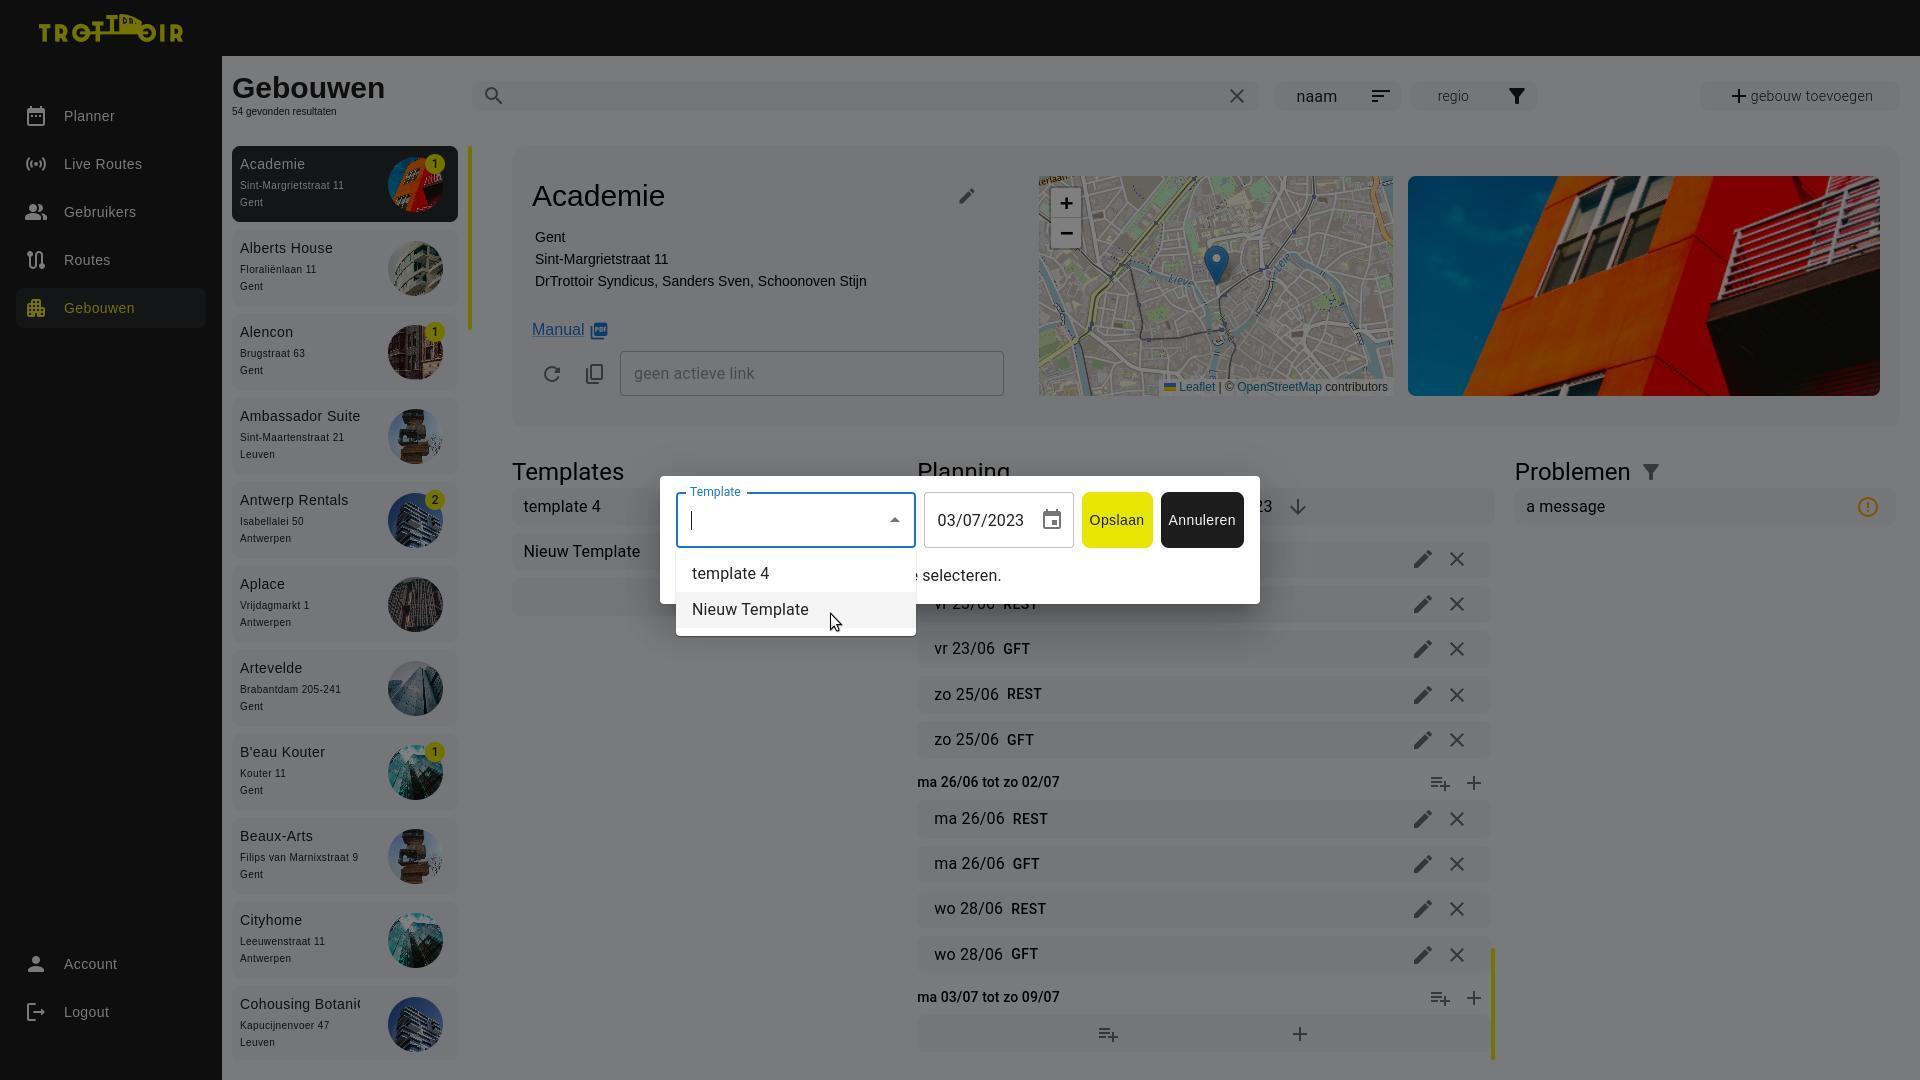 TROTTOIR
DR.
Planner
Live Routes
Gebruikers
Routes
Gebouwen
Account
Logout
Gebouwen
54 gevonden resultaten
naam
regio
gebouw toevoegen
Academie
Sint-Margrietstraat 11
Gent
1
Alberts House
Floraliënlaan 11
Gent
Alencon
Brugstraat 63
Gent
1
Ambassador Suite
Sint-Maartenstraat 21
Leuven
Antwerp Rentals
Isabellalei 50
Antwerpen
2
Aplace
Vrijdagmarkt 1
Antwerpen
Artevelde
Brabantdam 205-241
Gent
B'eau Kouter
Kouter 11
Gent
1
Beaux-Arts
Filips van Marnixstraat 9
Gent
Cityhome
Leeuwenstraat 11
Antwerpen
Cohousing Botani
Kapucijnenvoer 47
Leuven
Academie
Gent
Sint-Margrietstraat 11
DrTrottoir Syndicus, Sanders Sven, Schoonoven Stijn
Manual PDF
geen actieve link
+
−
Lieve
Leie
Leaflet | © OpenStreetMap contributors
Templates
template 4
Nieuw Template
Planning
23
Template
03/07/2023
Opslaan
Annuleren
template 4
Nieuw Template
selecteren.
vr 23/06 REST
vr 23/06 GFT
zo 25/06 REST
zo 25/06 GFT
ma 26/06 tot zo 02/07
ma 26/06 REST
ma 26/06 GFT
wo 28/06 REST
wo 28/06 GFT
ma 03/07 tot zo 09/07
Problemen
a message